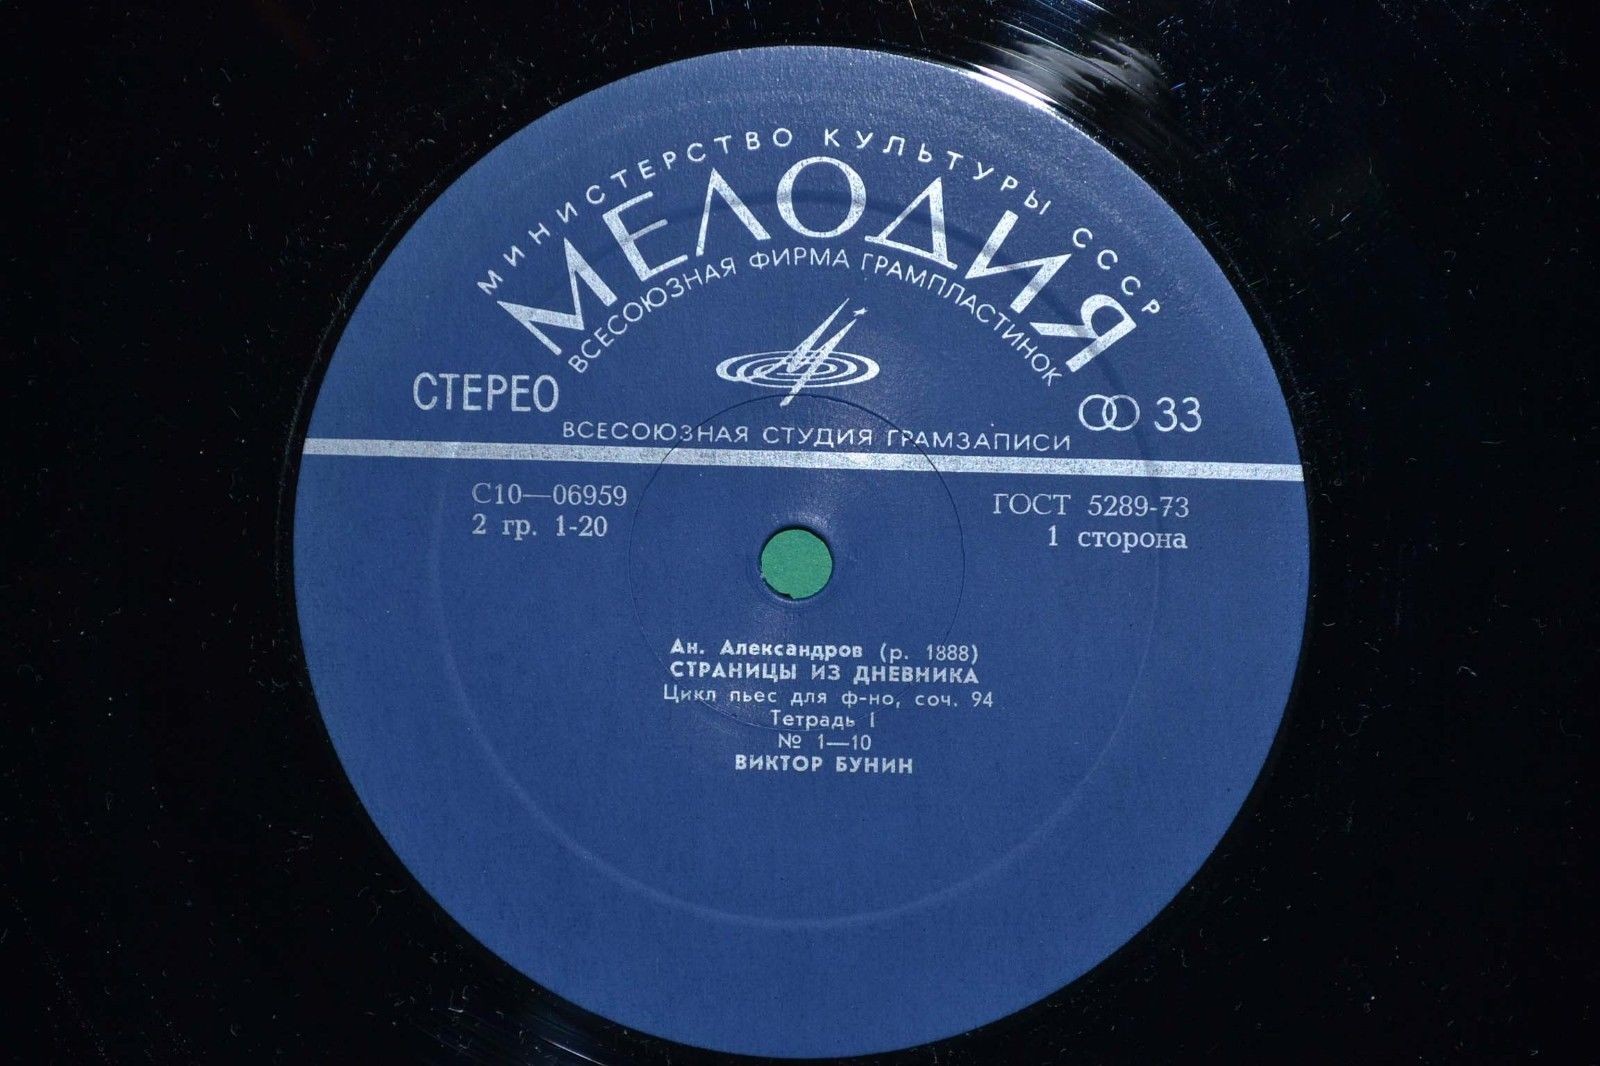 МИНИСТЕРСТВО КУЛЬТУРЫ СССР
МЕЛОДИЯ
ВСЕСОЮЗНАЯ ФИРМА ГРАМПЛАСТИНОК
СТЕРЕО
33
ВСЕСОЮЗНАЯ СТУДИЯ ГРАМЗАПИСИ
С10—06959
2 гр. 1-20
ГОСТ 5289-73
1 сторона
Ан. Александров (р. 1888)
СТРАНИЦЫ ИЗ ДНЕВНИКА
Цикл пьес для ф-но, соч. 94
Тетрадь I
№ 1—10
ВИКТОР БУНИН